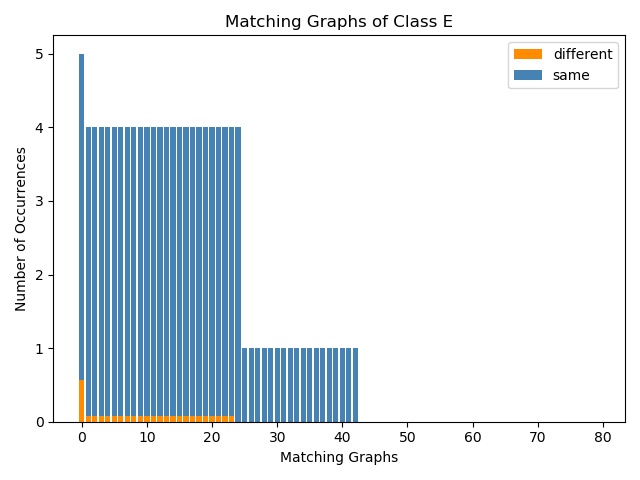 Matching Graphs of Class E
different
same
Number of Occurrences
5
4
3
2
1
0
0 10 20 30 40 50 60 70 80
Matching Graphs